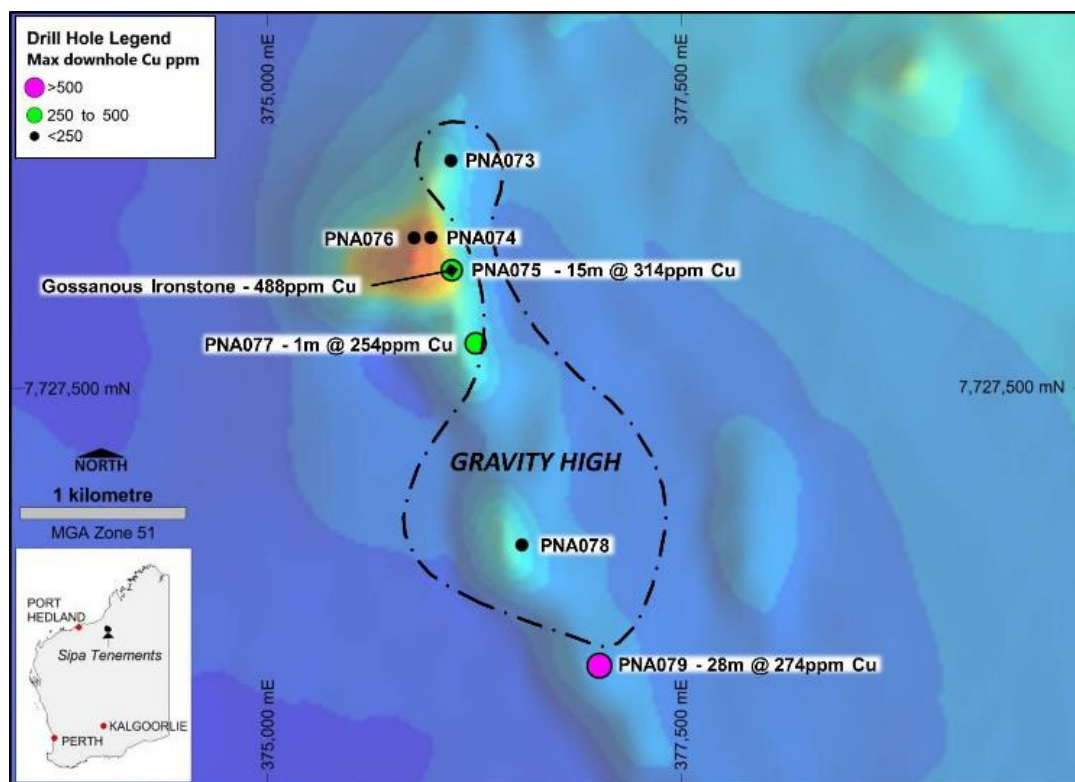 Drill Hole Legend
Max downhole Cu ppm
>500
250 to 500
<250
375,000 mE
377,500 mE
PNA073
PNA076
PNA074
PNA075 - 15m @ 314ppm Cu
Gossanous Ironstone - 488ppm Cu
PNA077 - 1m @ 254ppm Cu
7,727,500 mN
7,727,500 mN
GRAVITY HIGH
NORTH
1 kilometre
MGA Zone 51
PNA078
PNA079 - 28m @ 274ppm Cu
375,000 mE
377,500 mE
PORT
HEDLAND
Sipa Tenements
KALGOORLIE
PERTH